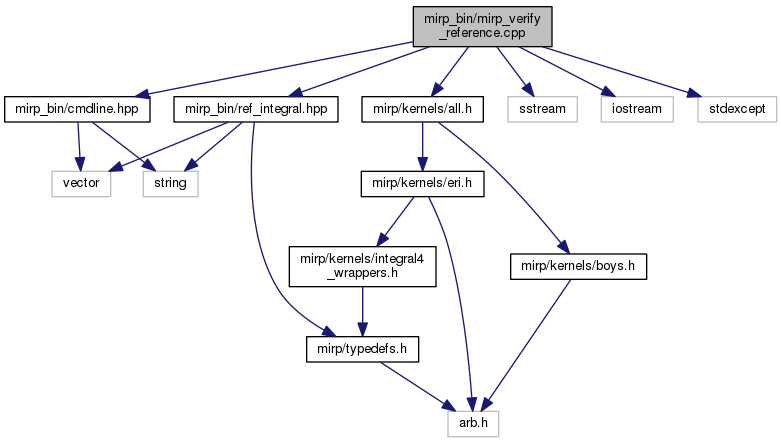 mirp_bin/mirp_verify
_reference.cpp
mirp_bin/cmdline.hpp
mirp_bin/ref_integral.hpp
mirp/kernels/all.h
sstream
iostream
stdexcept
vector
string
mirp/kernels/eri.h
mirp/kernels/integral4
_wrappers.h
mirp/kernels/boys.h
mirp/typedefs.h
arb.h